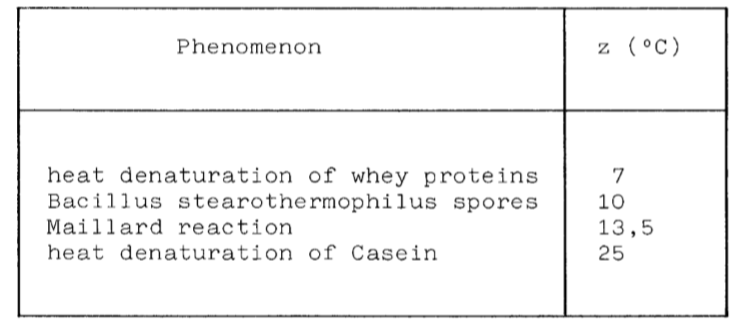 Phenomenon z (°C)
heat denaturation of whey proteins 7
Bacillus stearothermophilus spores 10
Maillard reaction 13,5
heat denaturation of Casein 25